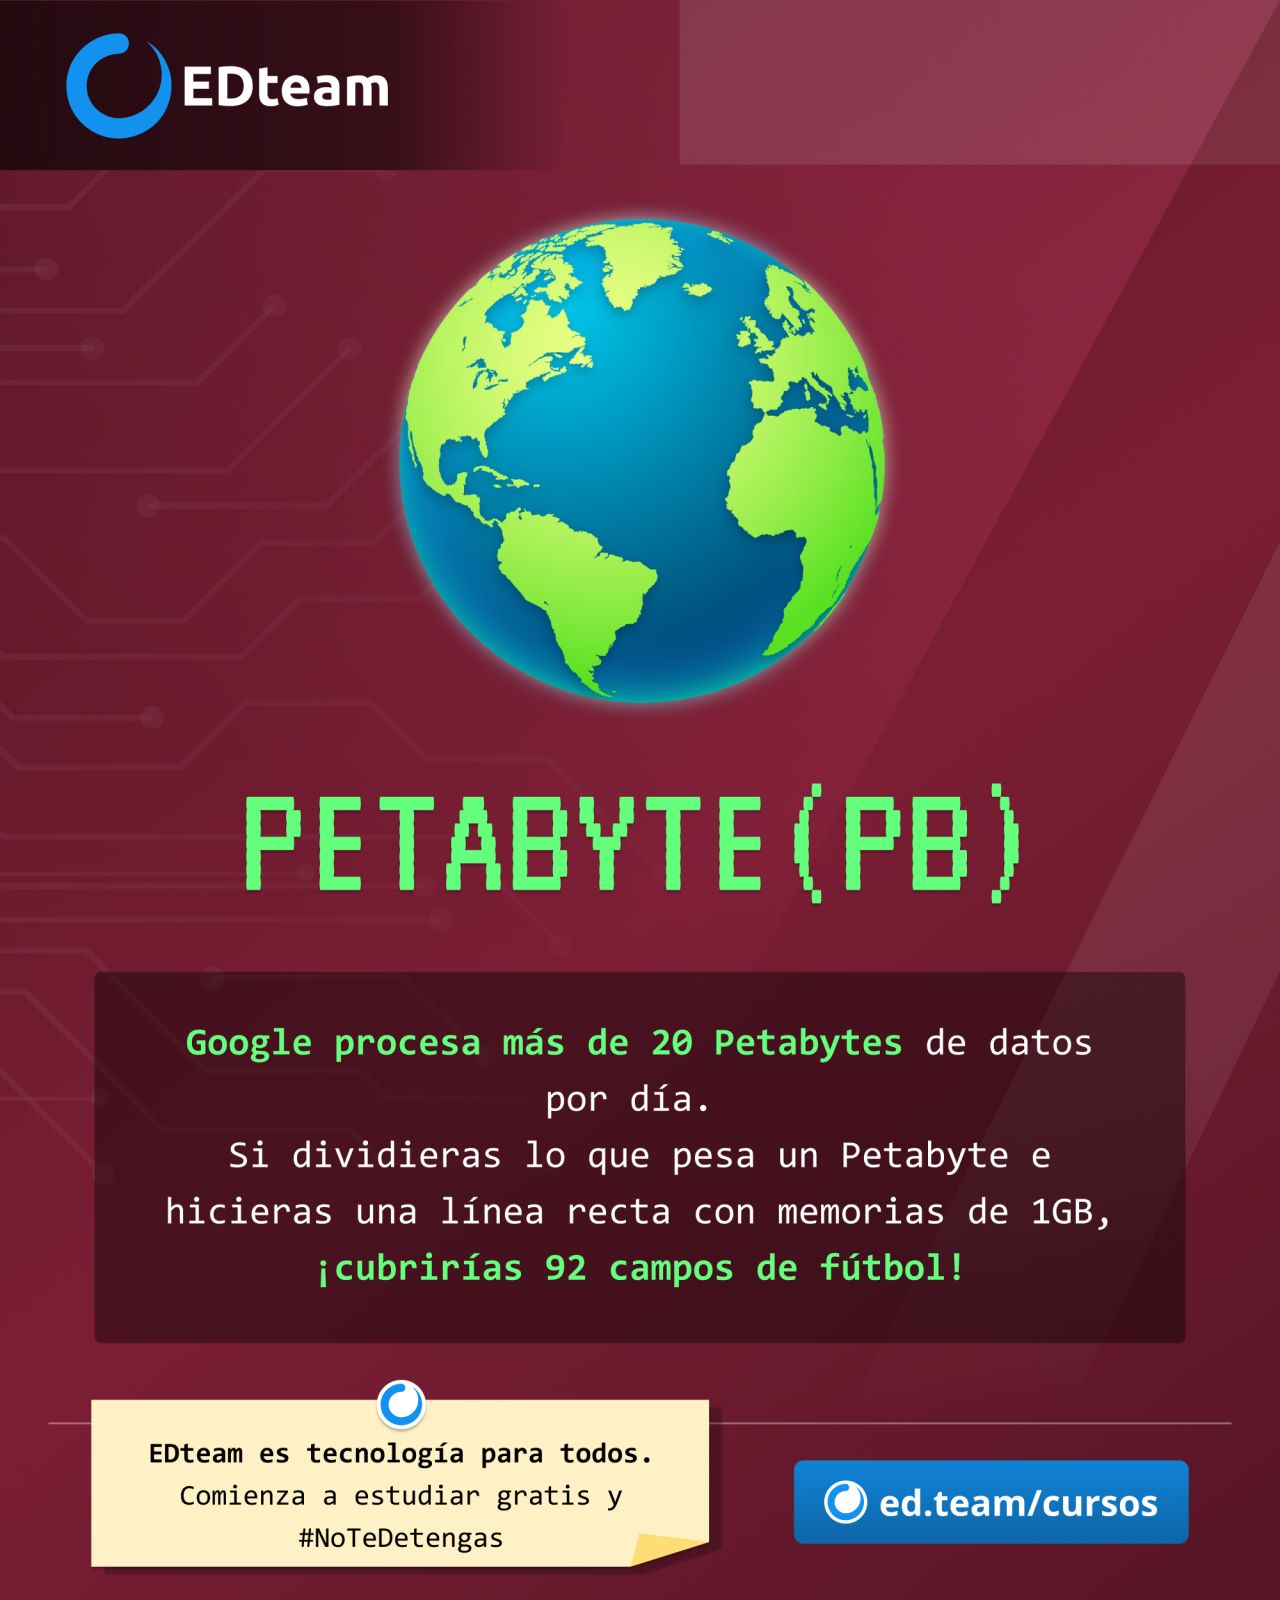 EDteam
PETABYTE(PB)
Google procesa más de 20 Petabytes de datos
por día.
Si dividieras lo que pesa un Petabyte e
hicieras una línea recta con memorias de 1GB,
¡cubrirías 92 campos de fútbol!
EDteam es tecnología para todos.
Comienza a estudiar gratis y
#NoTeDetengas
ed.team/cursos